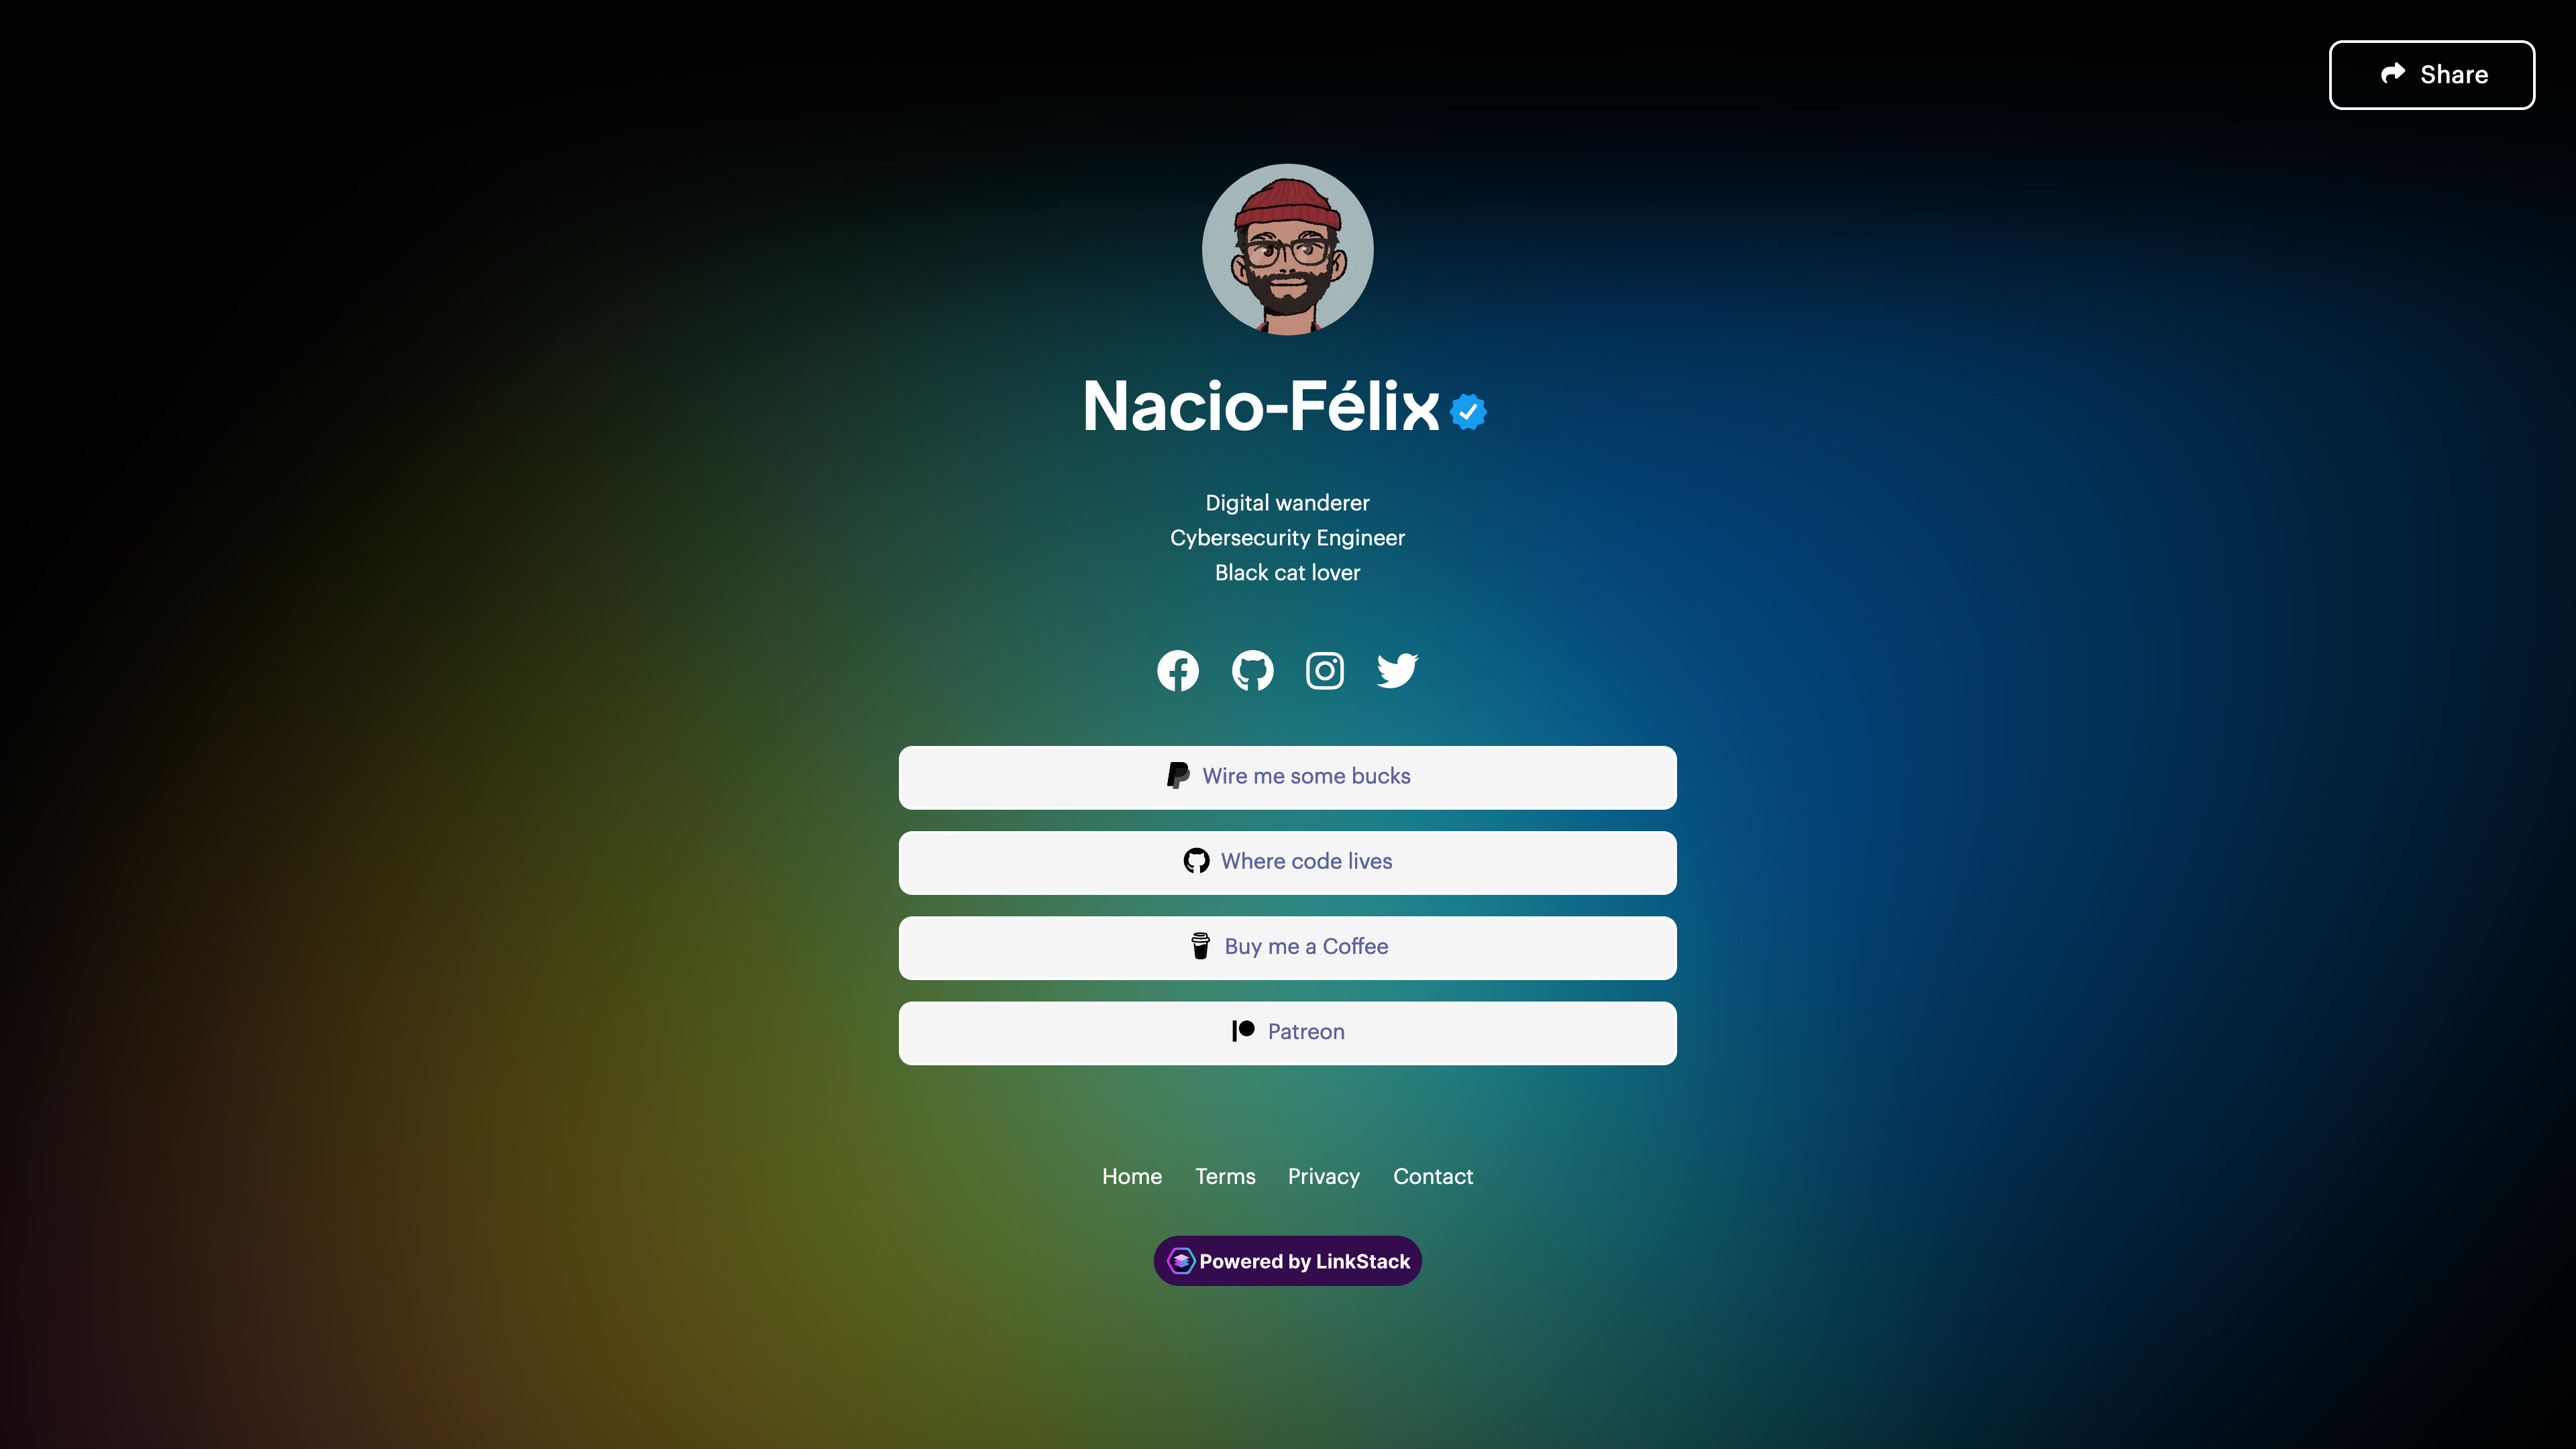 Share
Nacio-Félix
Digital wanderer
Cybersecurity Engineer
Black cat lover
Wire me some bucks
Where code lives
Buy me a Coffee
Patreon
Home Terms Privacy Contact
Powered by LinkStack